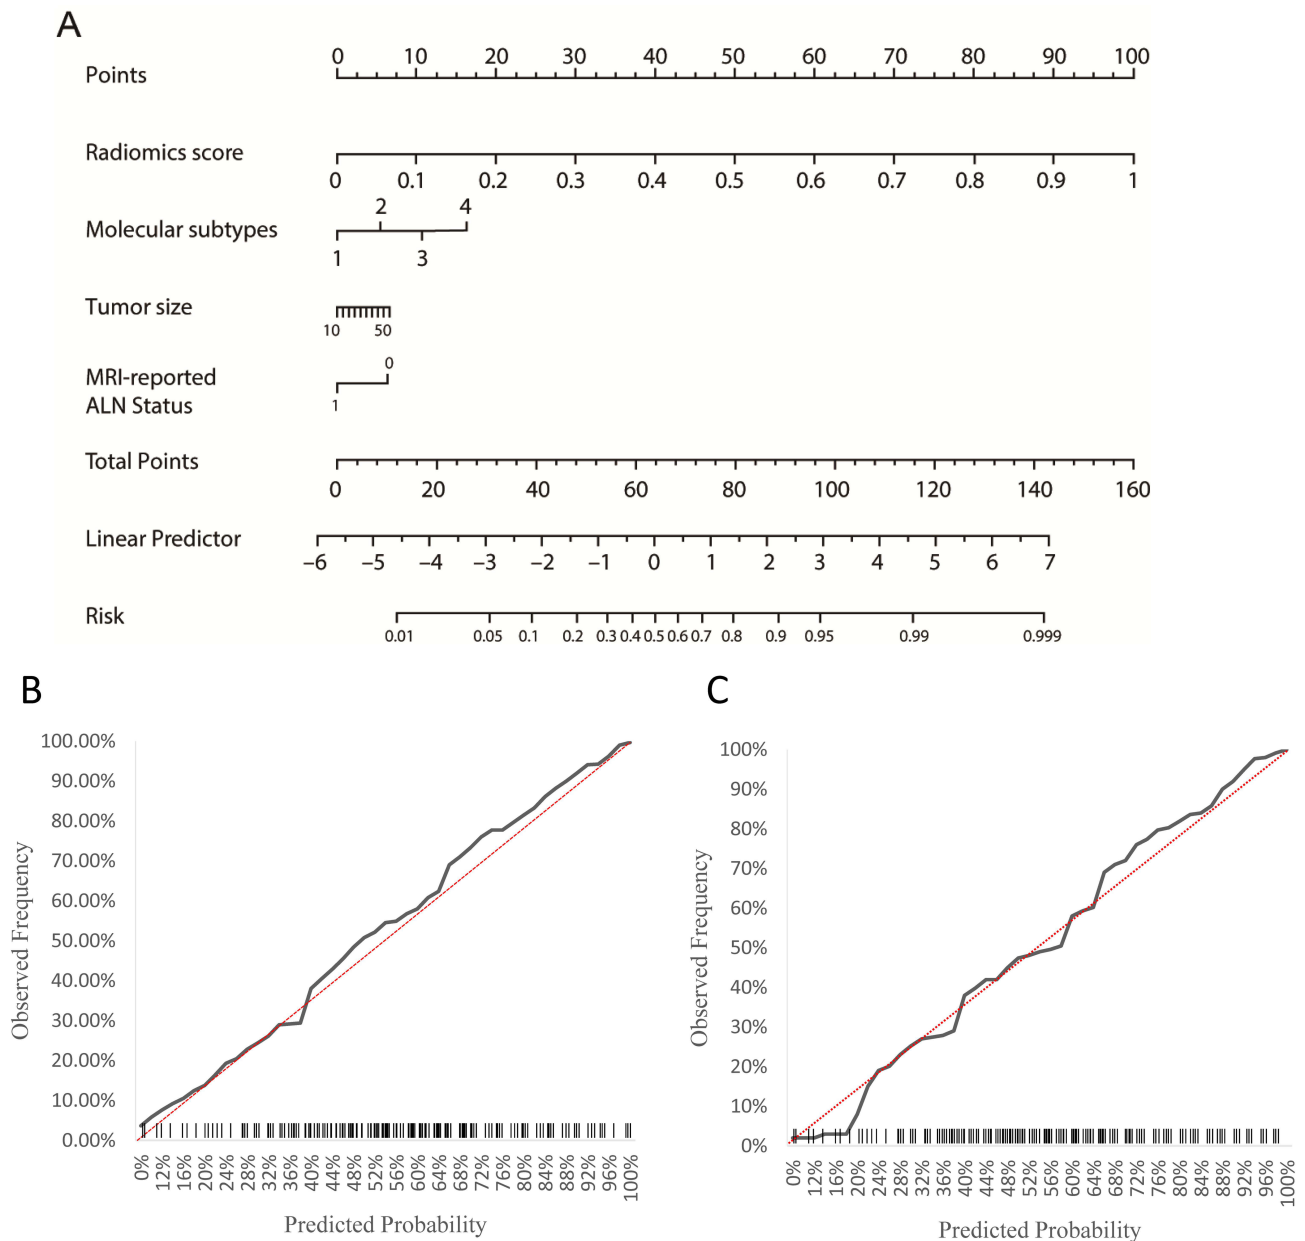 A
0 10 20 30 40 50 60 70 80 90 100
Points
Radiomics score
0 0.1 0.2 0.3 0.4 0.5 0.6 0.7 0.8 0.9 1
2 4
Molecular subtypes
1 3
Tumor size
10 50
0
MRI-reported
ALN Status
1
Total Points
0 20 40 60 80 100 120 140 160
Linear Predictor
–6 –5 –4 –3 –2 –1 0 1 2 3 4 5 6 7
Risk
0.01 0.05 0.1 0.2 0.3 0.4 0.5 0.6 0.7 0.8 0.9 0.95 0.99 0.999
B
100.00%
90.00%
80.00%
70.00%
60.00%
50.00%
40.00%
30.00%
20.00%
10.00%
0.00%
Observed Frequency
0% 12% 16% 20% 24% 28% 32% 36% 40% 44% 48% 52% 56% 60% 64% 68% 72% 76% 80% 84% 88% 92% 96% 100%
Predicted Probability
C
100%
90%
80%
70%
60%
50%
40%
30%
20%
10%
0%
Observed Frequency
0% 12% 16% 20% 24% 28% 32% 36% 40% 44% 48% 52% 56% 60% 64% 68% 72% 76% 80% 84% 88% 92% 96% 100%
Predicted Probability